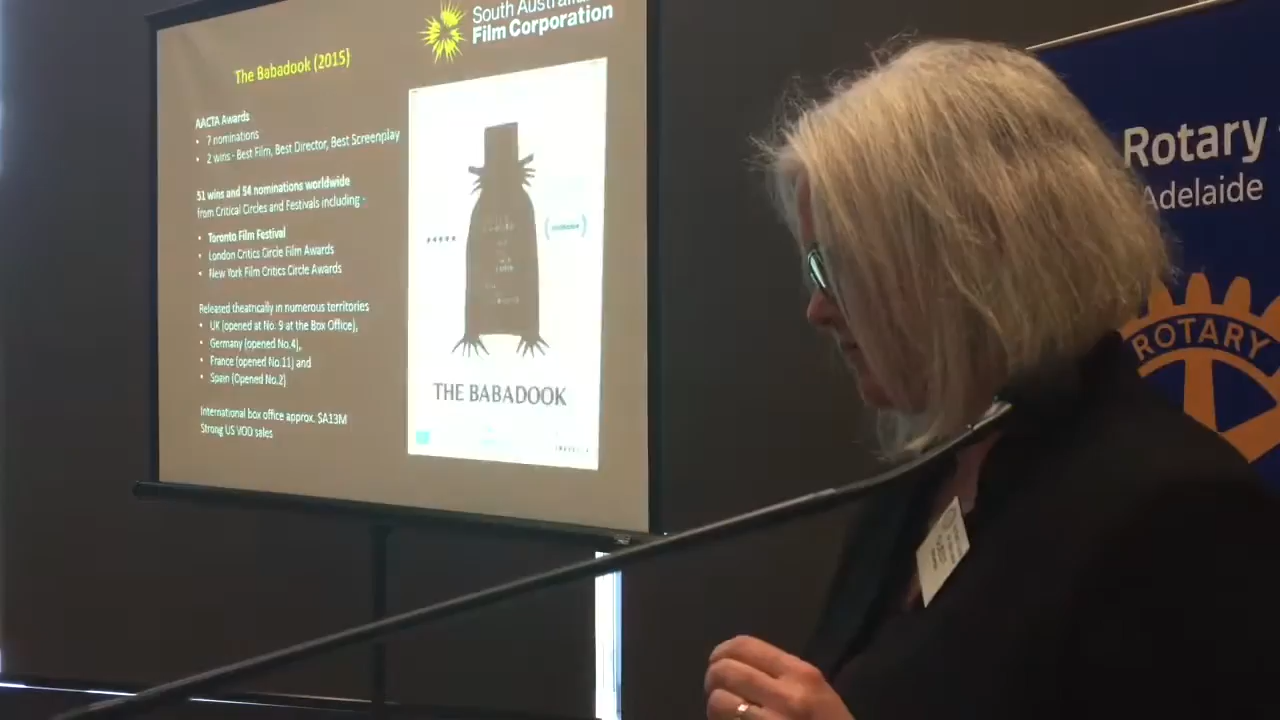 South Australia
Film Corporation
The Babadook (2015)
AACTA Awards
• 7 nominations
• 2 wins - Best Film, Best Director, Best Screenplay
51 wins and 54 nominations worldwide
from Critical Circles and Festivals including -
• Toronto Film Festival
• London Critics Circle Film Awards
• New York Film Critics Circle Awards
Released theatrically in numerous territories
• UK (opened at No. 9 at the Box Office),
• Germany (opened No.4),
• France (opened No.11) and
• Spain (Opened No.2)
International box office approx. $A13M
Strong US VOD sales
THE BABADOOK
Rotary
Adelaide
ROTARY